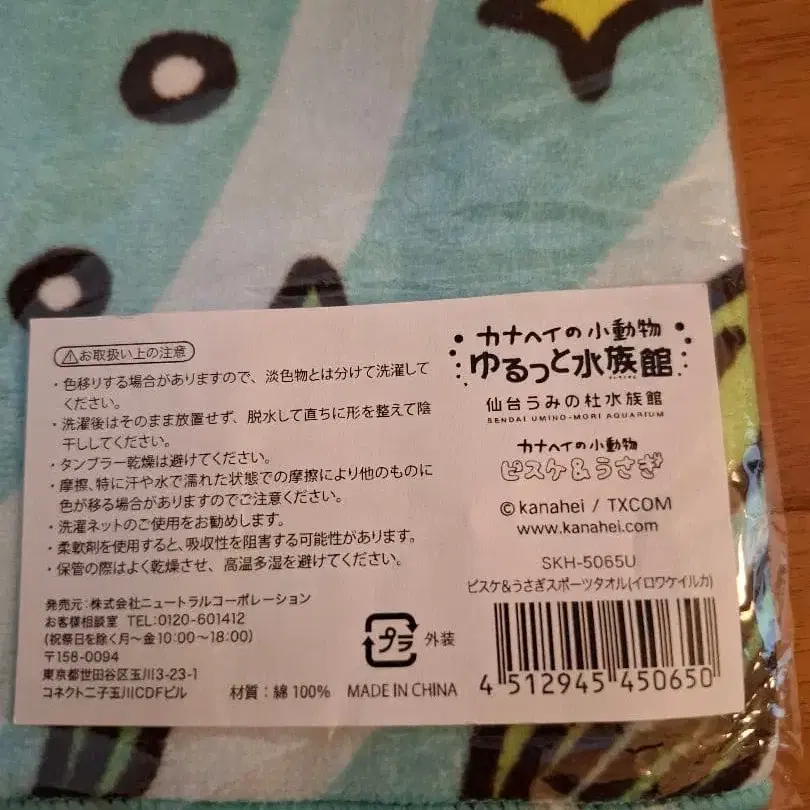 ⚠お取扱い上の注意
・色移りする場合がありますので、淡色物とは分けて洗濯して
ください。
・洗濯後はそのまま放置せず、脱水して直ちに形を整えて陰
干ししてください。
・タンブラー乾燥は避けてください。
・摩擦、特に汗や水で濡れた状態での摩擦により他のものに
色が移る場合がありますのでご注意ください。
・洗濯ネットのご使用をお勧めします。
・柔軟剤を使用すると、吸収性を阻害する可能性があります。
・保管の際はよく乾燥させ、高温多湿を避けてください。
発売元：株式会社ニュートラルコーポレーション
お客様相談室 TEL:0120-601412
(祝祭日を除く月〜金10:00〜18:00)
〒158-0094
東京都世田谷区玉川3-23-1
コネクト二子玉川CDFビル
材質：綿100%
MADE IN CHINA
プラ
外装
カナヘイの小動物
ゆるっと水族館
仙台うみの杜水族館
SENDAI UMINO-MORI AQUARIUM
カナヘイの小動物
ピスケ&うさぎ
©kanahei / TXCOM
www.kanahei.com
SKH-5065U
ピスケ&うさぎスポーツタオル(イロワケイルカ)
4 512945 450650